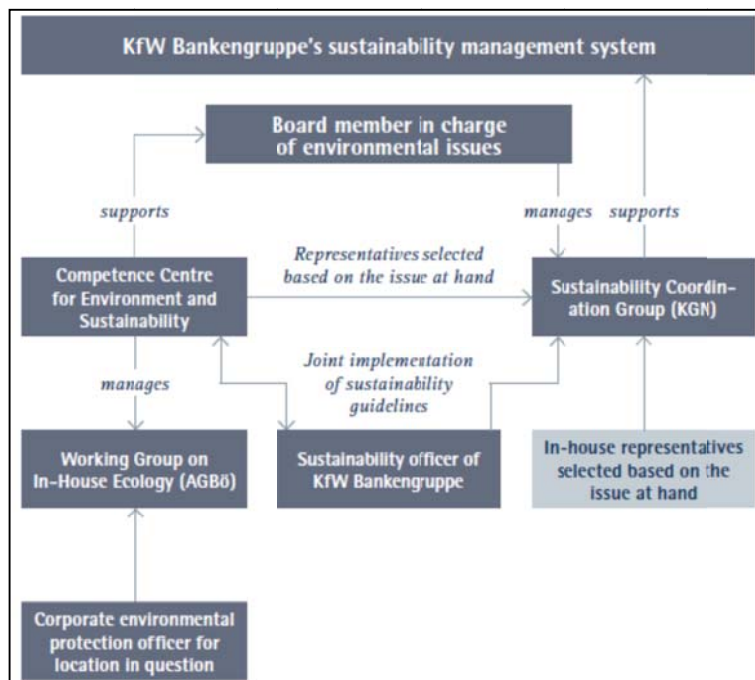 KfW Bankengruppe's sustainability management system
Board member in charge
of environmental issues
supports
manages
supports
Representatives selected
based on the issue at hand
Competence Centre
for Environment and
Sustainability
Sustainability Coordin-
ation Group (KGN)
Joint implementation
of sustainability
guidelines
manages
Working Group on
In-House Ecology (AGBö)
Sustainability officer of
KfW Bankengruppe
In-house representatives
selected based on the
issue at hand
Corporate environmental
protection officer for
location in question